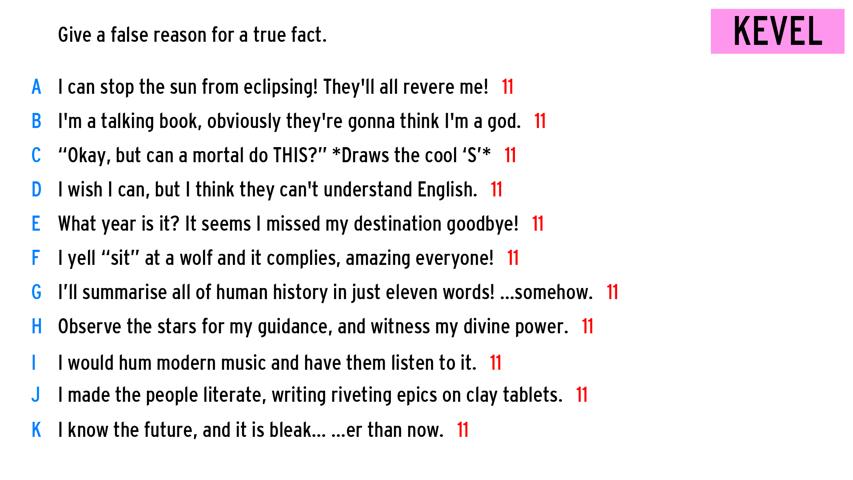 Give a false reason for a true fact.
KEVEL
A I can stop the sun from eclipsing! They'll all revere me! 11
B I'm a talking book, obviously they're gonna think I'm a god. 11
C “Okay, but can a mortal do THIS?” *Draws the cool ‘S’* 11
D I wish I can, but I think they can't understand English. 11
E What year is it? It seems I missed my destination goodbye! 11
F I yell “sit” at a wolf and it complies, amazing everyone! 11
G I’ll summarise all of human history in just eleven words! ...somehow. 11
H Observe the stars for my guidance, and witness my divine power. 11
I I would hum modern music and have them listen to it. 11
J I made the people literate, writing riveting epics on clay tablets. 11
K I know the future, and it is bleak... ...er than now. 11